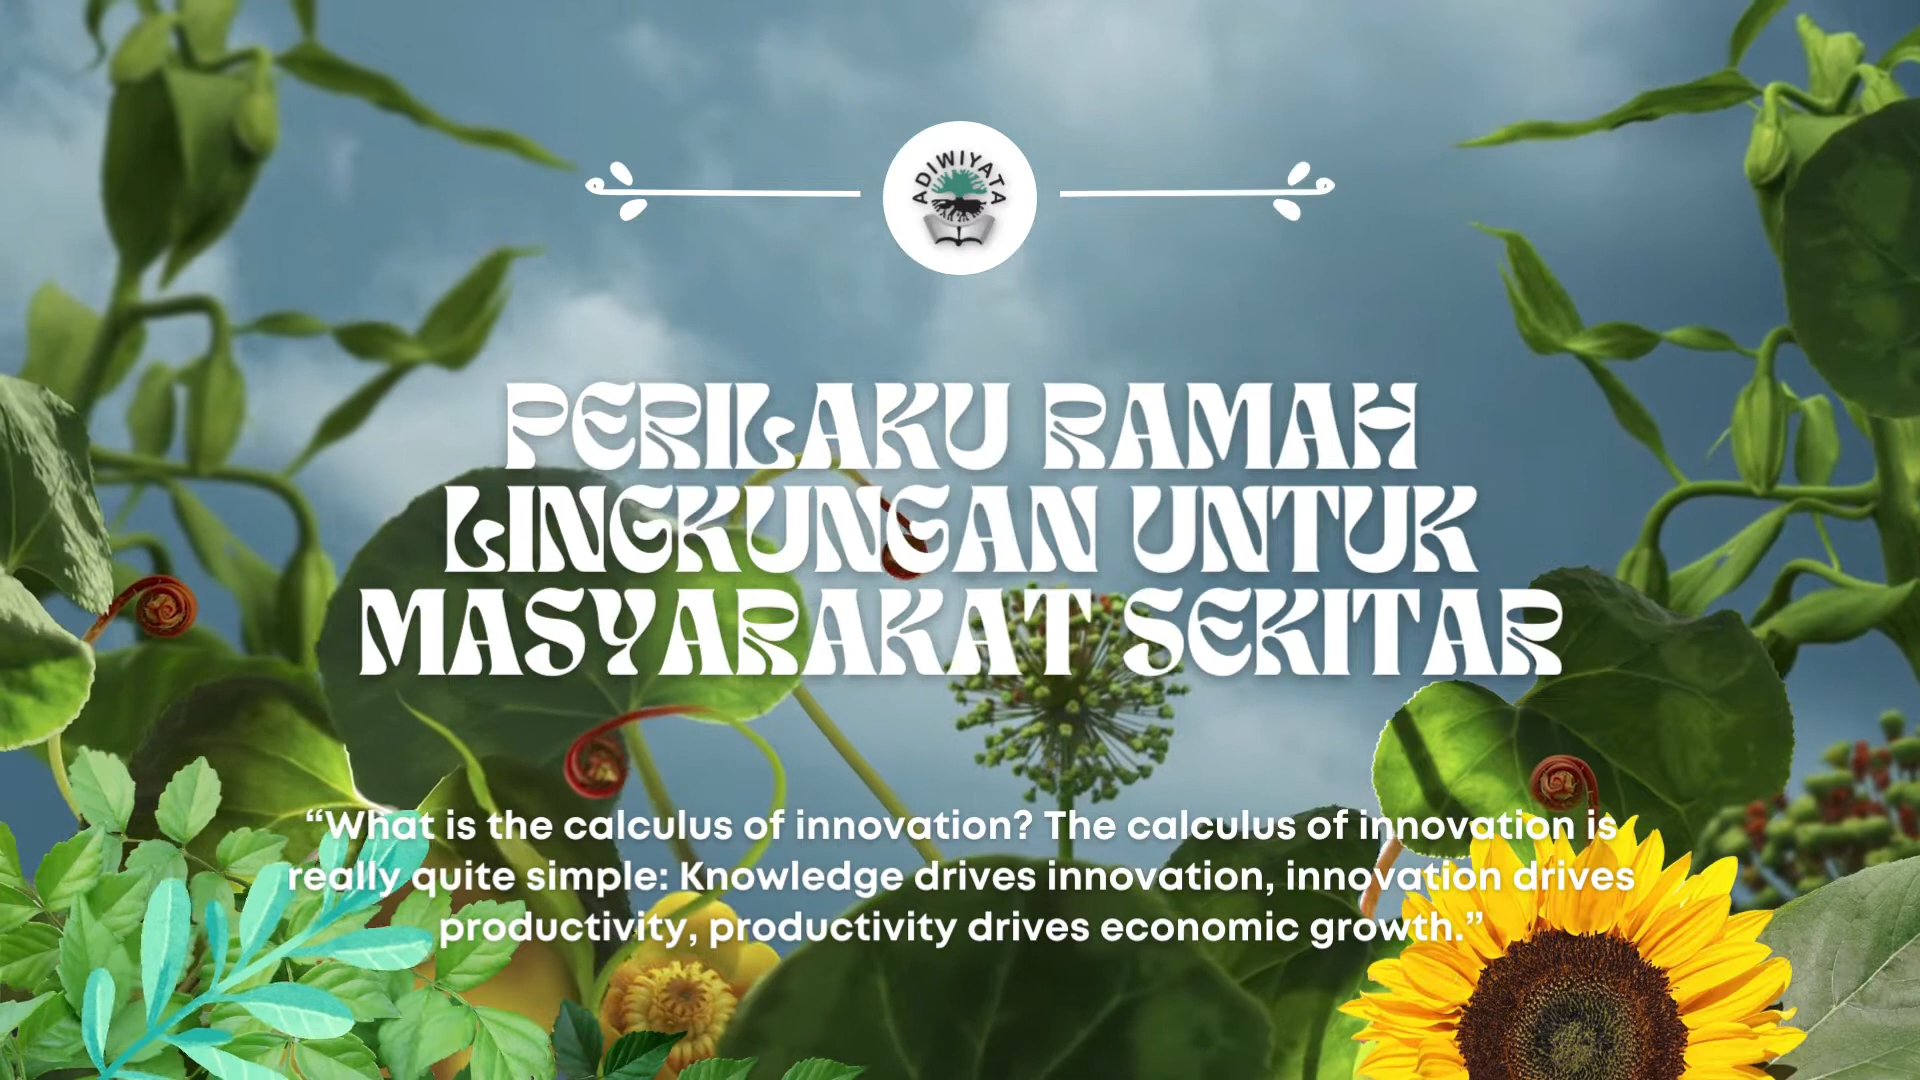 ADIWIYATA
PERILAKU RAMAH
LINGKUNGAN UNTUK
MASYARAKAT SEKITAR
“What is the calculus of innovation? The calculus of innovation is
really quite simple: Knowledge drives innovation, innovation drives
productivity, productivity drives economic growth.”